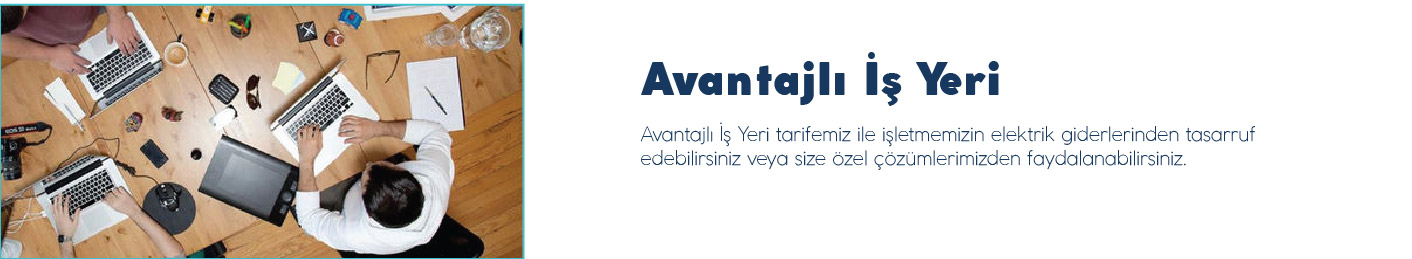 Avantajlı İş Yeri
Avantajlı İş Yeri tarifemiz ile işletmemizin elektrik giderlerinden tasarruf
edebilirsiniz veya size özel çözümlerimizden faydalanabilirsiniz.